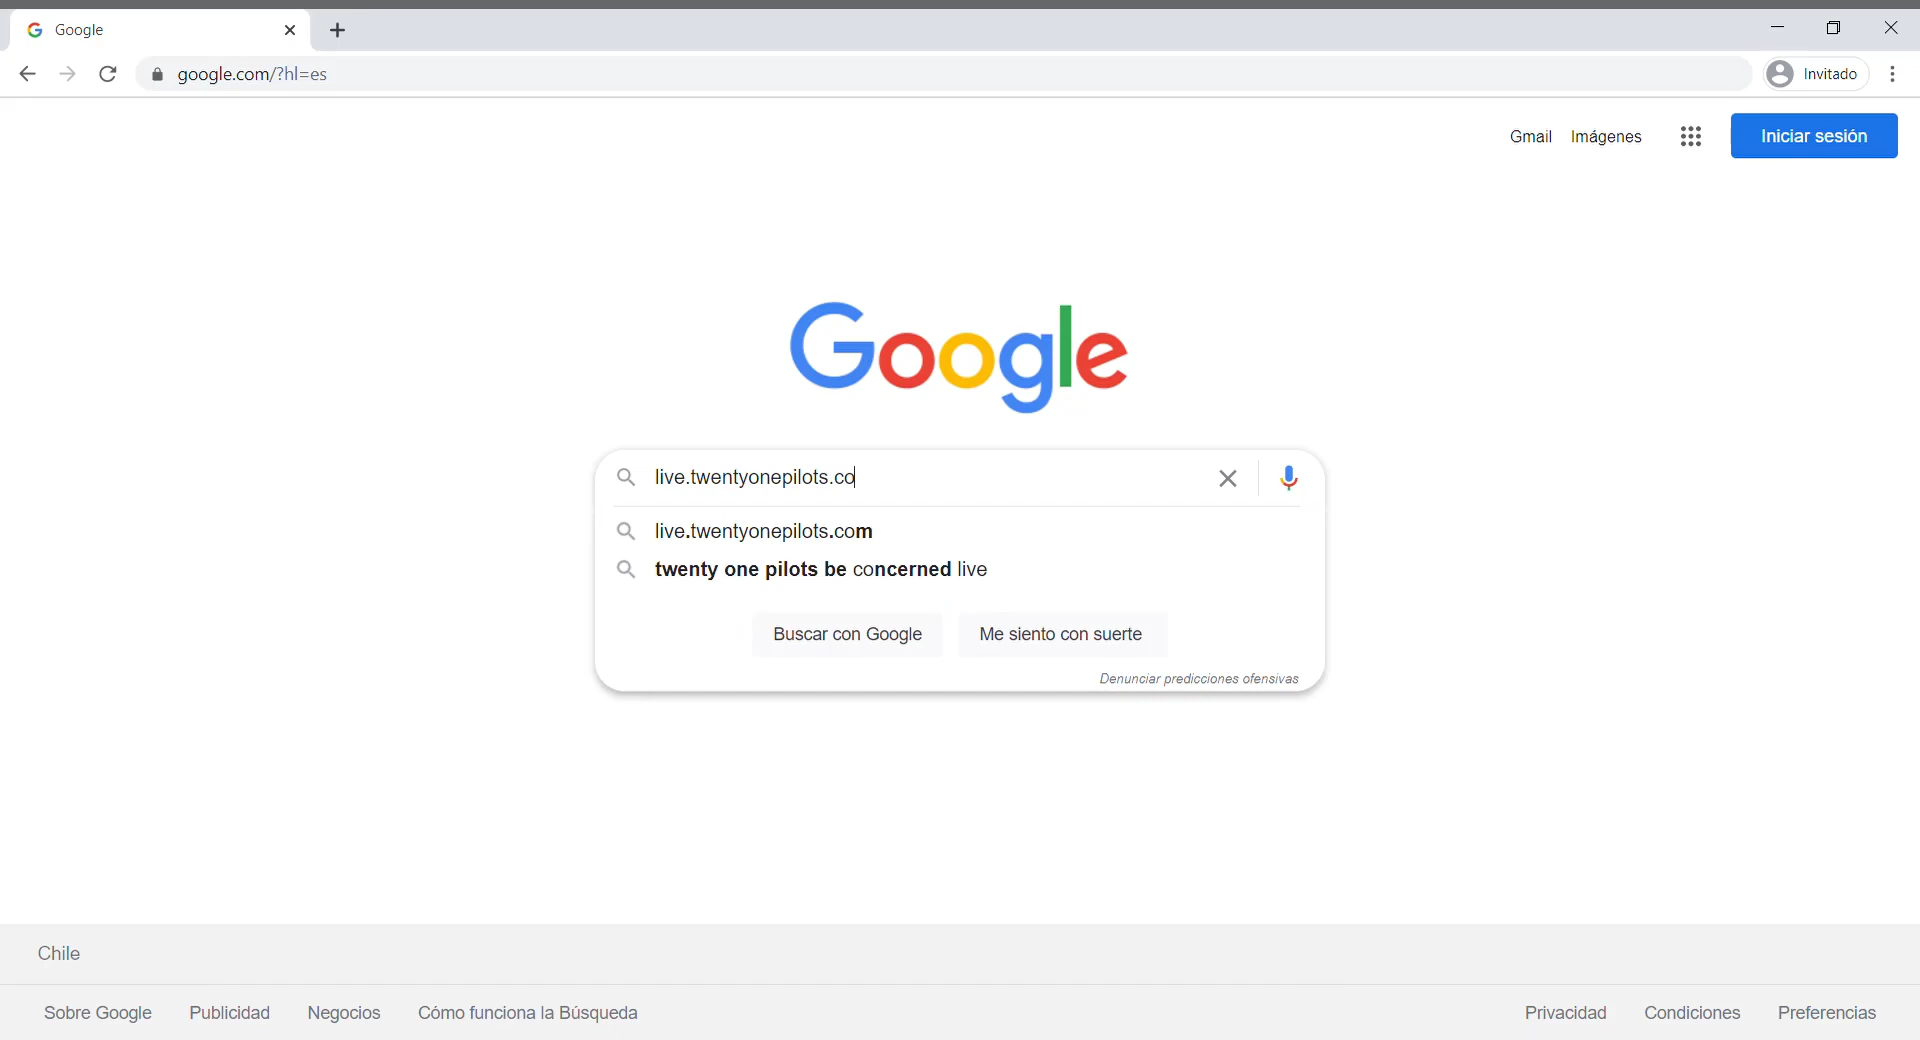 Google
google.com/?hl=es
Invitado
Gmail Imágenes Iniciar sesión
Google
live.twentyonepilots.co
live.twentyonepilots.com
twenty one pilots be concerned live
Buscar con Google Me siento con suerte
Denunciar predicciones ofensivas
Chile
Sobre Google Publicidad Negocios Cómo funciona la Búsqueda Privacidad Condiciones Preferencias